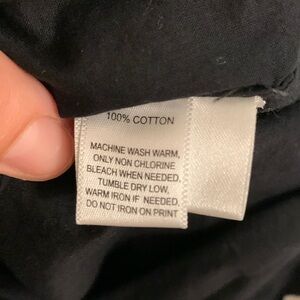 100% COTTON
MACHINE WASH WARM,
ONLY NON CHLORINE
BLEACH WHEN NEEDED,
TUMBLE DRY LOW,
WARM IRON IF NEEDED,
DO NOT IRON ON PRINT